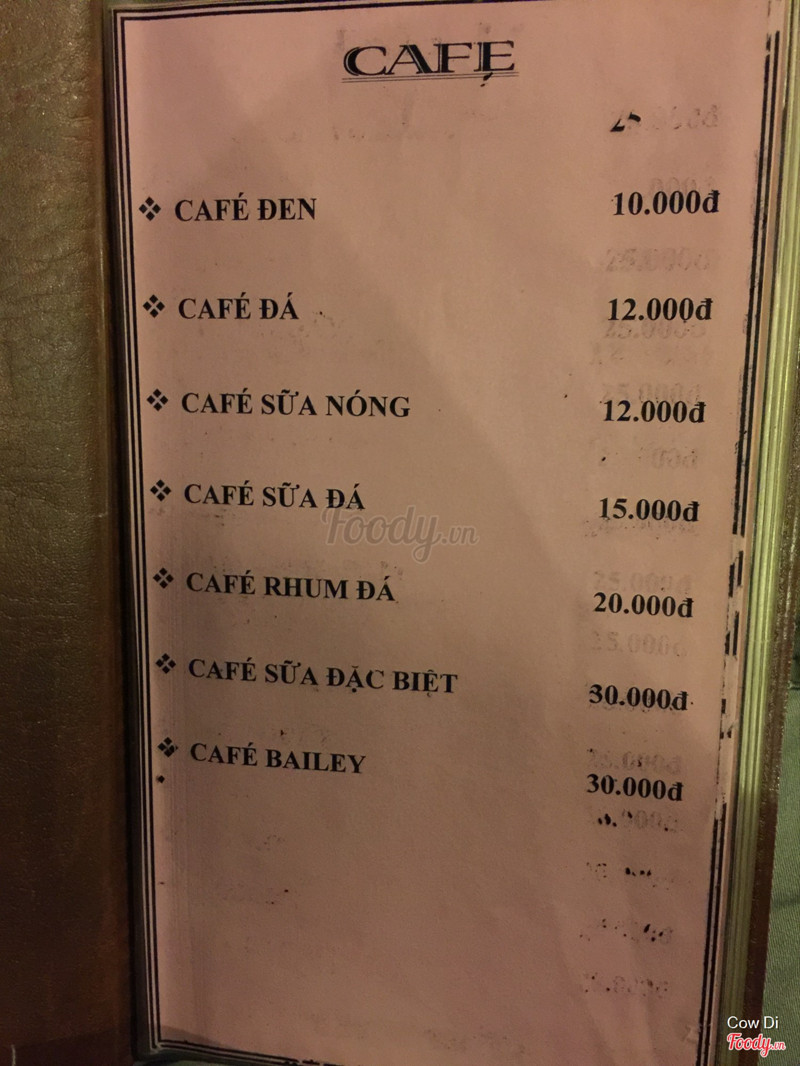 CAFE
CAFÉ ĐEN 10.000đ
CAFÉ ĐÁ 12.000đ
CAFÉ SỮA NÓNG 12.000đ
CAFÉ SỮA ĐÁ 15.000đ
Foody.vn
CAFÉ RHUM ĐÁ 20.000đ
CAFÉ SỮA ĐẶC BIỆT 30.000đ
CAFÉ BAILEY 30.000đ
Cow Di
Foody.vn